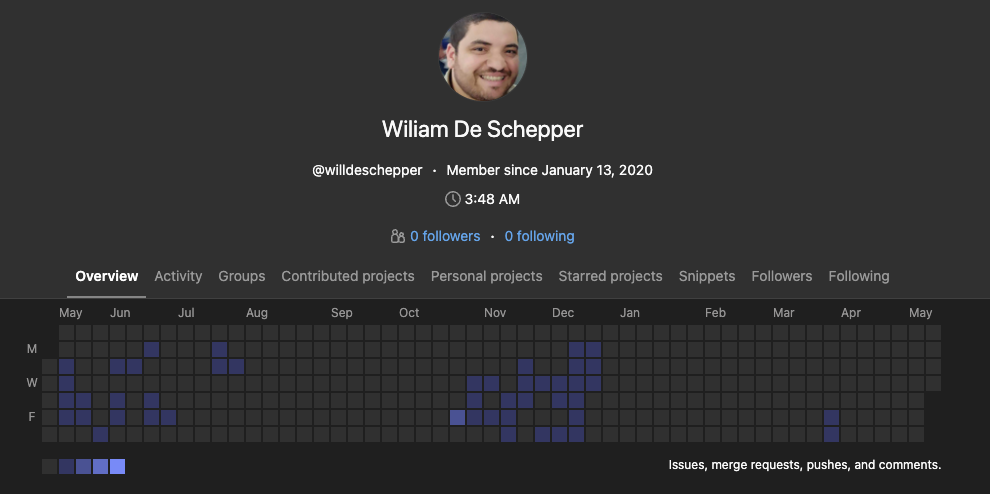 Wiliam De Schepper
@willdeschepper · Member since January 13, 2020
3:48 AM
0 followers · 0 following
Overview Activity Groups Contributed projects Personal projects Starred projects Snippets Followers Following
May Jun Jul Aug Sep Oct Nov Dec Jan Feb Mar Apr May
M
W
F
Issues, merge requests, pushes, and comments.